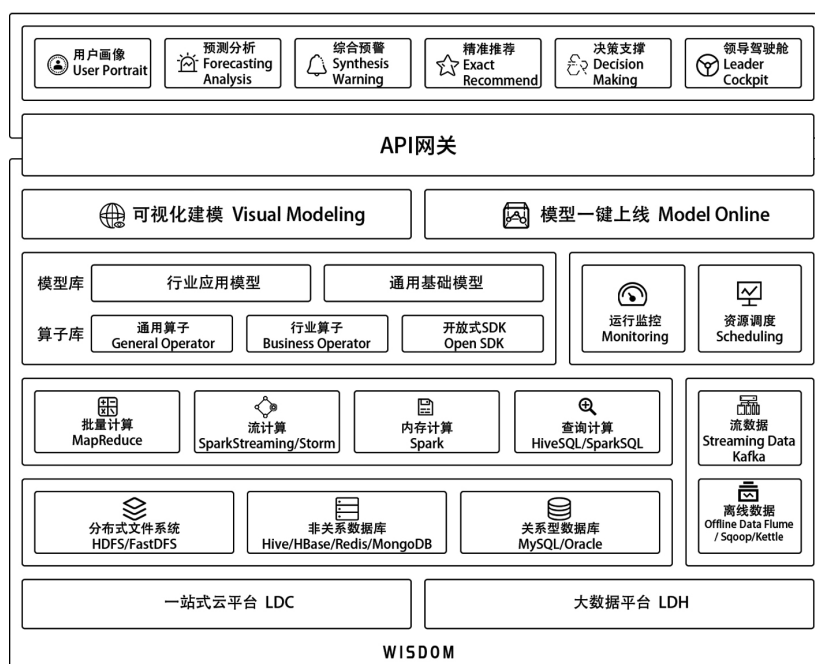 用户画像
User Portrait
预测分析
Forecasting
Analysis
综合预警
Synthesis
Warning
精准推荐
Exact
Recommend
决策支撑
Decision
Making
领导驾驶舱
Leader
Cockpit
API网关
可视化建模 Visual Modeling
模型一键上线 Model Online
模型库
行业应用模型
通用基础模型
算子库
通用算子
General Operator
行业算子
Business Operator
开放式SDK
Open SDK
运行监控
Monitoring
资源调度
Scheduling
批量计算
MapReduce
流计算
SparkStreaming/Storm
内存计算
Spark
查询计算
HiveSQL/SparkSQL
流数据
Streaming Data
Kafka
分布式文件系统
HDFS/FastDFS
非关系数据库
Hive/HBase/Redis/MongoDB
关系型数据库
MySQL/Oracle
离线数据
Offline Data Flume
/ Sqoop/Kettle
一站式云平台 LDC
大数据平台 LDH
WISDOM